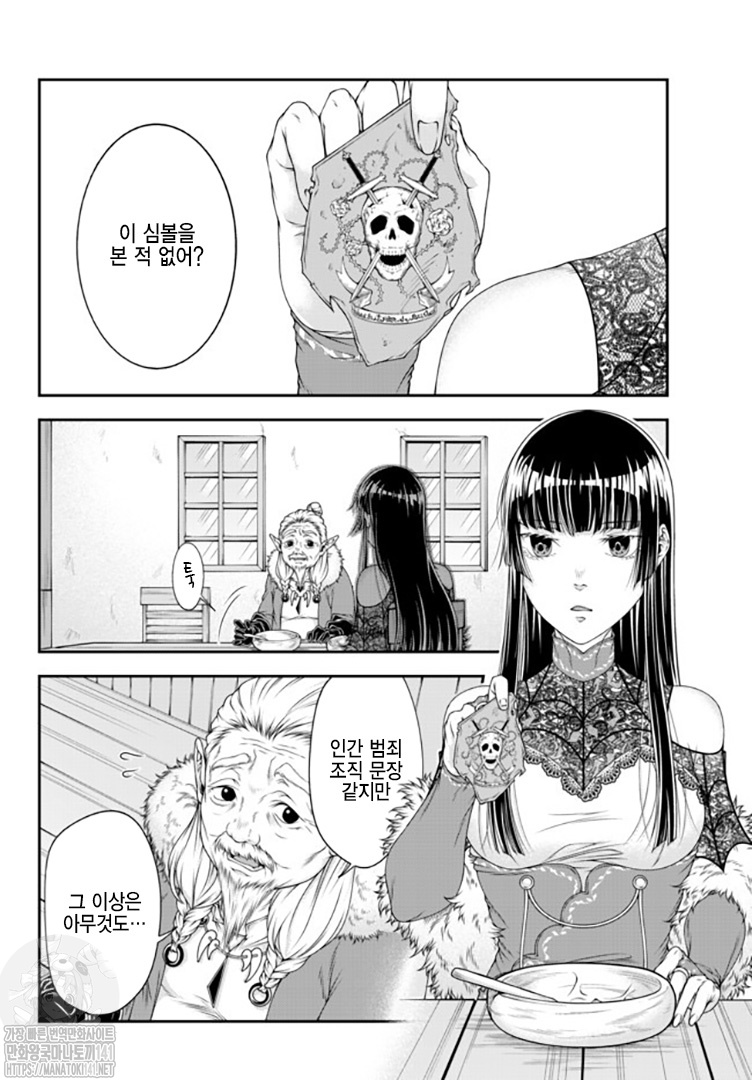 이 심볼을
본 적 없어?
툭
인간 범죄
조직 문장
같지만
그 이상은
아무것도…
가장 빠른 번역만화사이트
만화왕국마나토끼141
HTTPS://MANATOKI141.NET